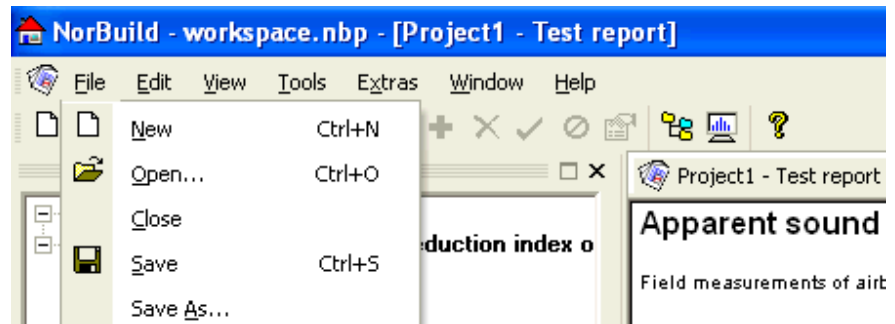 NorBuild - workspace.nbp - [Project1 - Test report]
File Edit View Tools Extras Window Help
New Ctrl+N
Open... Ctrl+O
Project1 - Test report
Close
Apparent sound
eduction index o
Save Ctrl+S
Field measurements of airb
Save As...